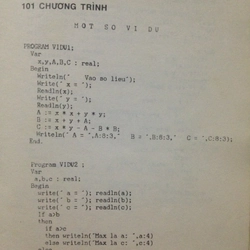 101 CHƯƠNG TRÌNH
MỘT SỐ VÍ DỤ
PROGRAM VIDU1;
Var
x,y,A,B,C : real;
Begin
Writeln(' Vao so lieu');
Write(' x = ');
Readln(x);
Write(' y = ');
Readln(y);
A := x * x + y * y;
B := x + y;
C := x * y - A - B * B;
Writeln(' A = ',A:8:3,' B = ',B:8:3,' C = ',C:8:3);
End.
Program VIDU2 ;
Var
a,b,c : real;
Begin
write(' a = '); readln(a);
write(' b = '); readln(b);
write(' c = '); readln(c);
if a>b
then
if a>c
then writeln('Max la a: ',a:4)
else writeln('Max la c: ',c:4)
else